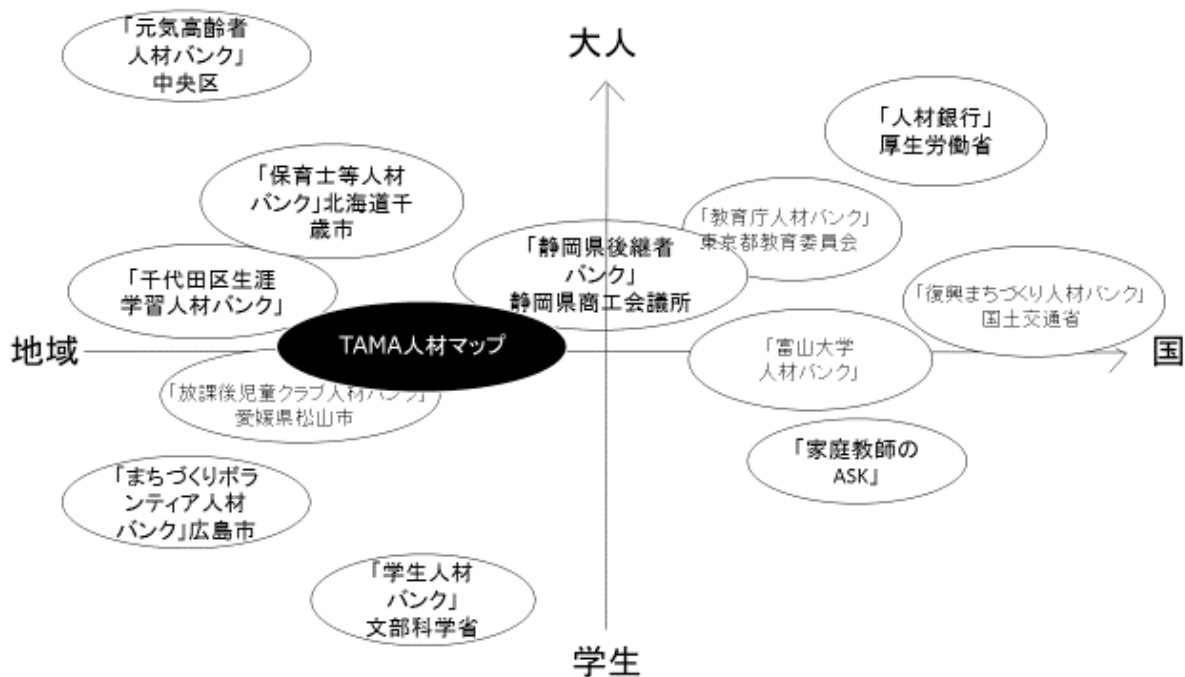 「元気高齢者
人材バンク」
中央区
大人
「人材銀行」
厚生労働省
「保育士等人材
バンク」北海道千
歳市
「教育庁人材バンク」
東京都教育委員会
「静岡県後継者
バンク」
静岡県商工会議所
「千代田区生涯
学習人材バンク」
「復興まちづくり人材バンク」
国土交通省
TAMA人材マップ
地域
国
「富山大学
人材バンク」
「放課後児童クラブ人材バンク」
愛媛県松山市
「家庭教師の
ASK」
「まちづくりボラ
ンティア人材
バンク」広島市
「学生人材
バンク」
文部科学省
学生